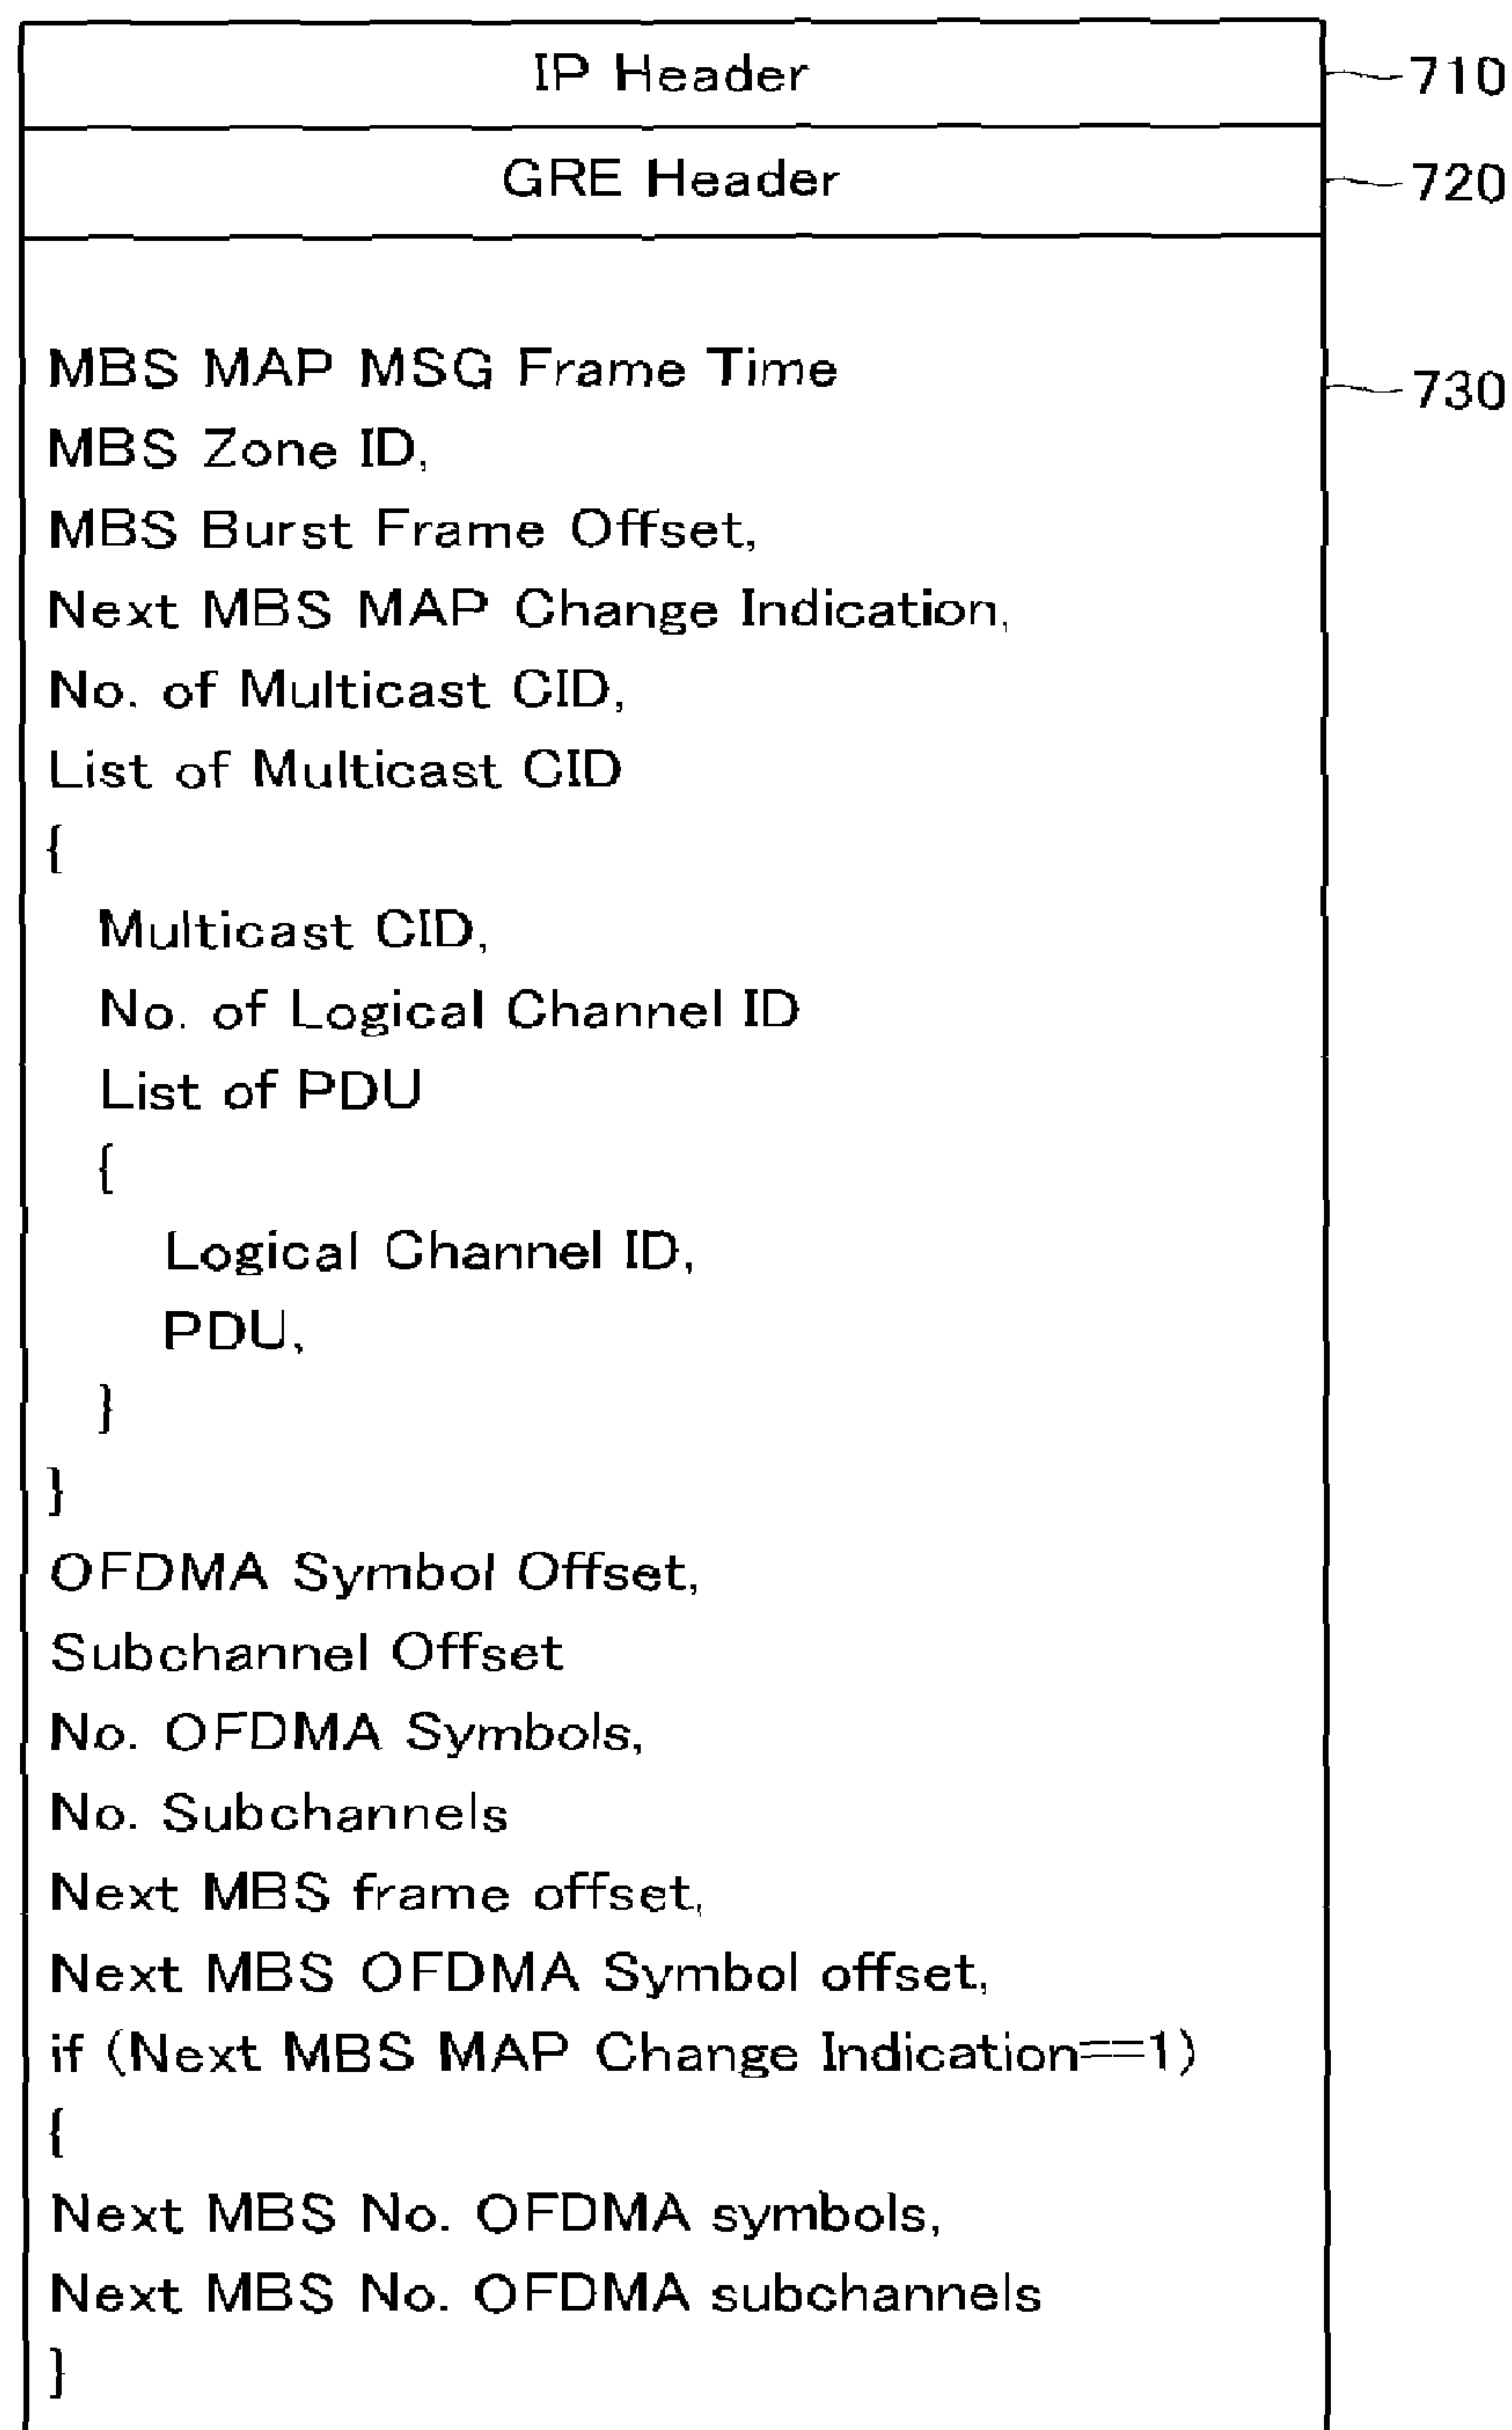 IP Header
710
GRE Header
720
MBS MAP MSG Frame Time
730
MBS Zone ID,
MBS Burst Frame Offset,
Next MBS MAP Change Indication,
No. of Multicast CID,
List of Multicast CID
{
Multicast CID,
No. of Logical Channel ID
List of PDU
{
Logical Channel ID,
PDU,
}
}
OFDMA Symbol Offset,
Subchannel Offset
No. OFDMA Symbols,
No. Subchannels
Next MBS frame offset,
Next MBS OFDMA Symbol offset,
if (Next MBS MAP Change Indication==1)
{
Next MBS No. OFDMA symbols,
Next MBS No. OFDMA subchannels
}